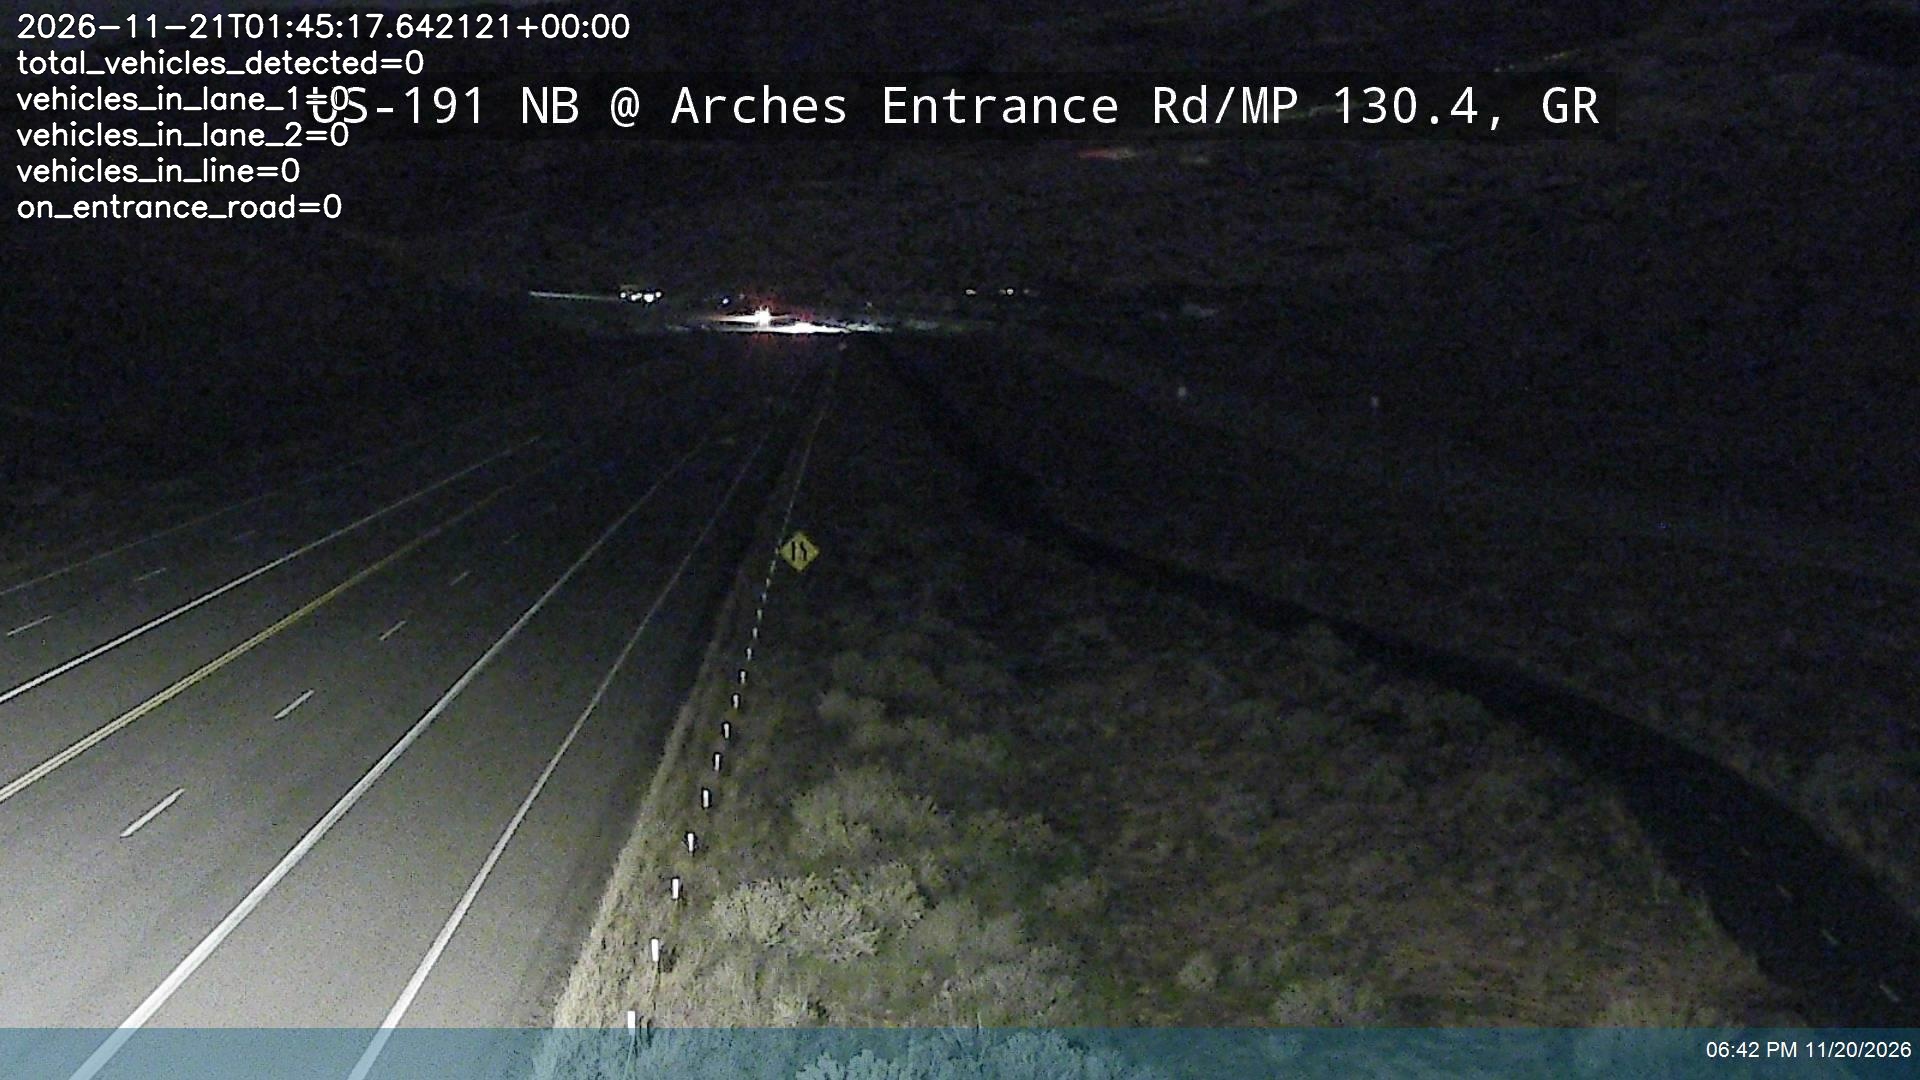 2026-11-21T01:45:17.642121+00:00
total_vehicles_detected=0
vehicles_in_lane_1=0
US-191 NB @ Arches Entrance Rd/MP 130.4, GR
vehicles_in_lane_2=0
vehicles_in_line=0
on_entrance_road=0
06:42 PM 11/20/2026